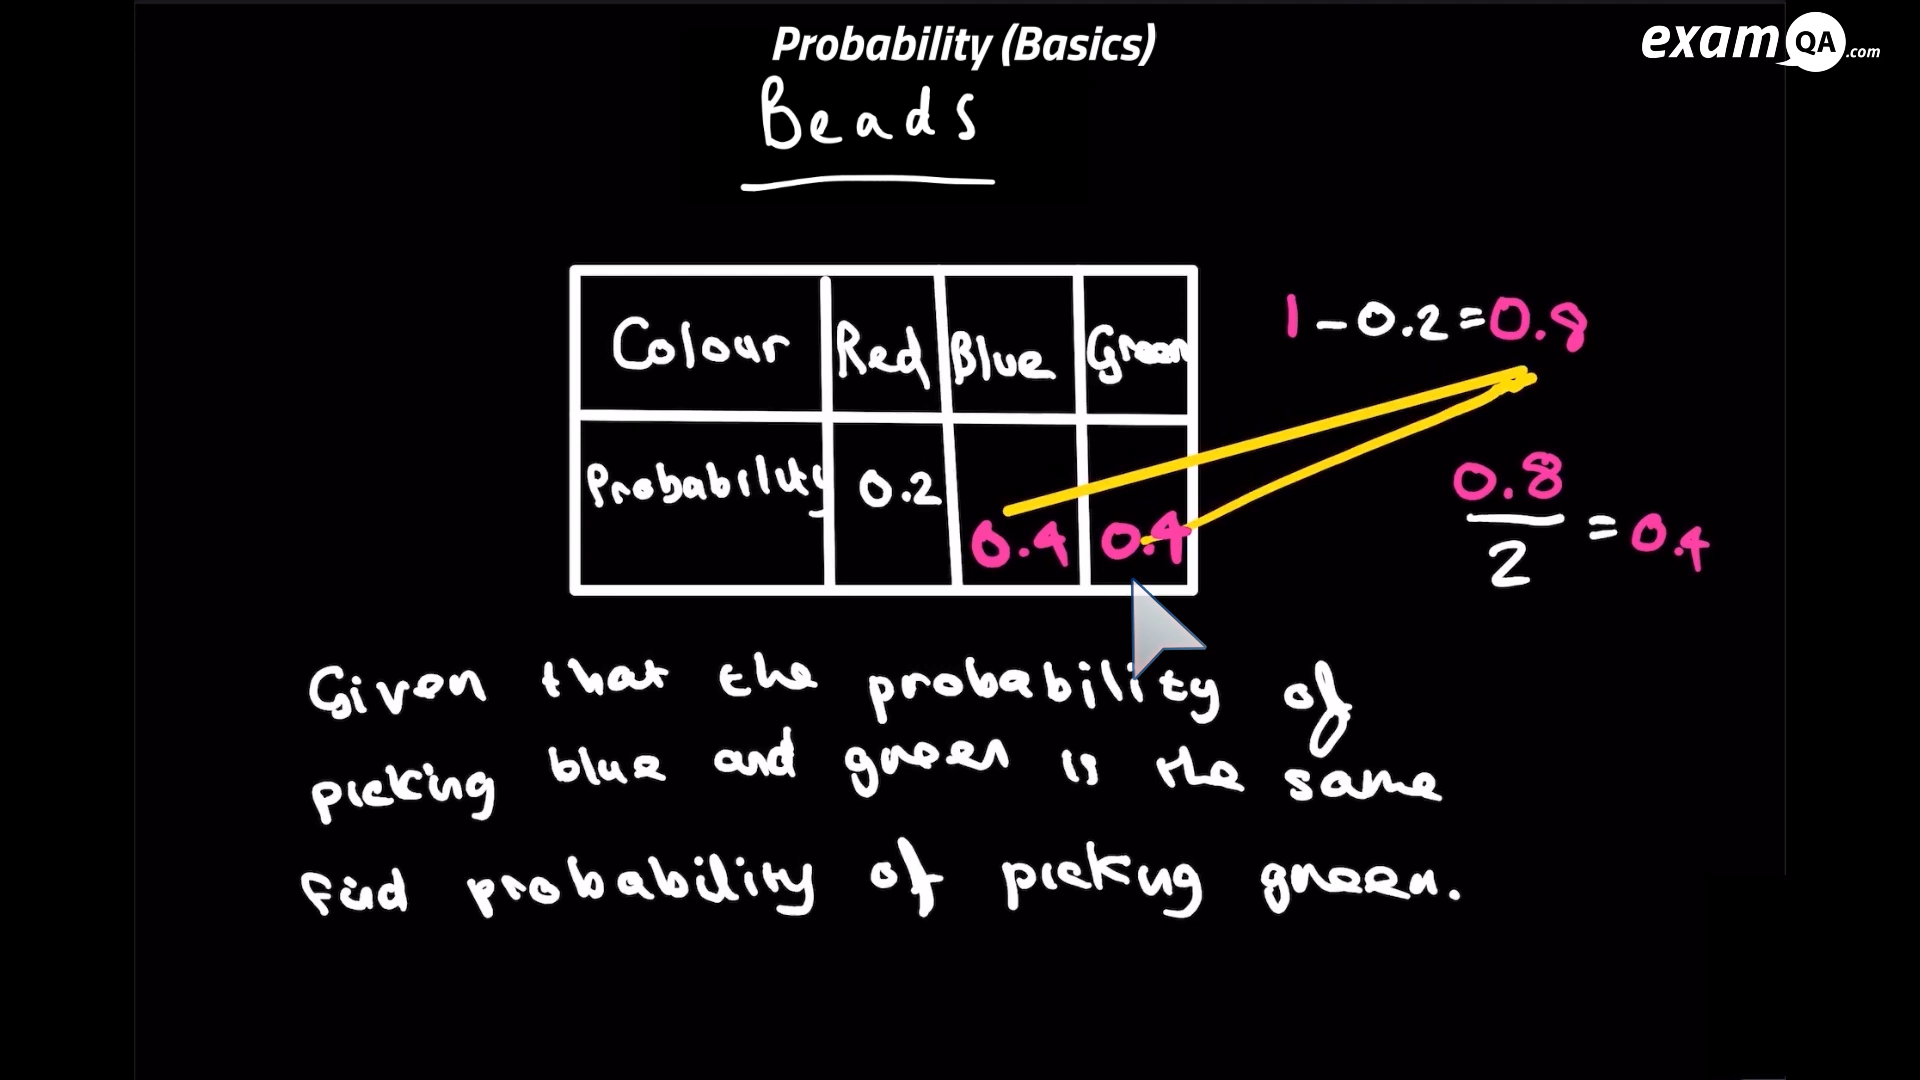 Probability (Basics)
examQA.com
Beads
Colour Red Blue Green
Probability 0.2 0.4 0.4
1 - 0.2 = 0.8
0.8
2
= 0.4
Given that the probability of
picking blue and green is the same
find probability of picking green.